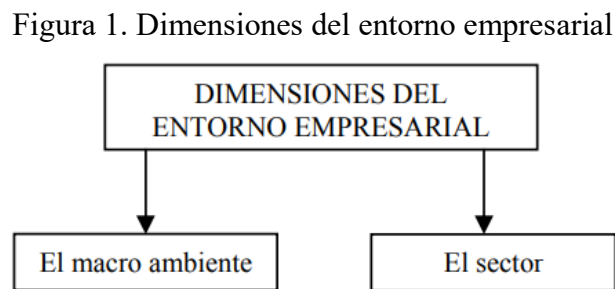 Figura 1. Dimensiones del entorno empresarial
DIMENSIONES DEL
ENTORNO EMPRESARIAL
El macro ambiente
El sector